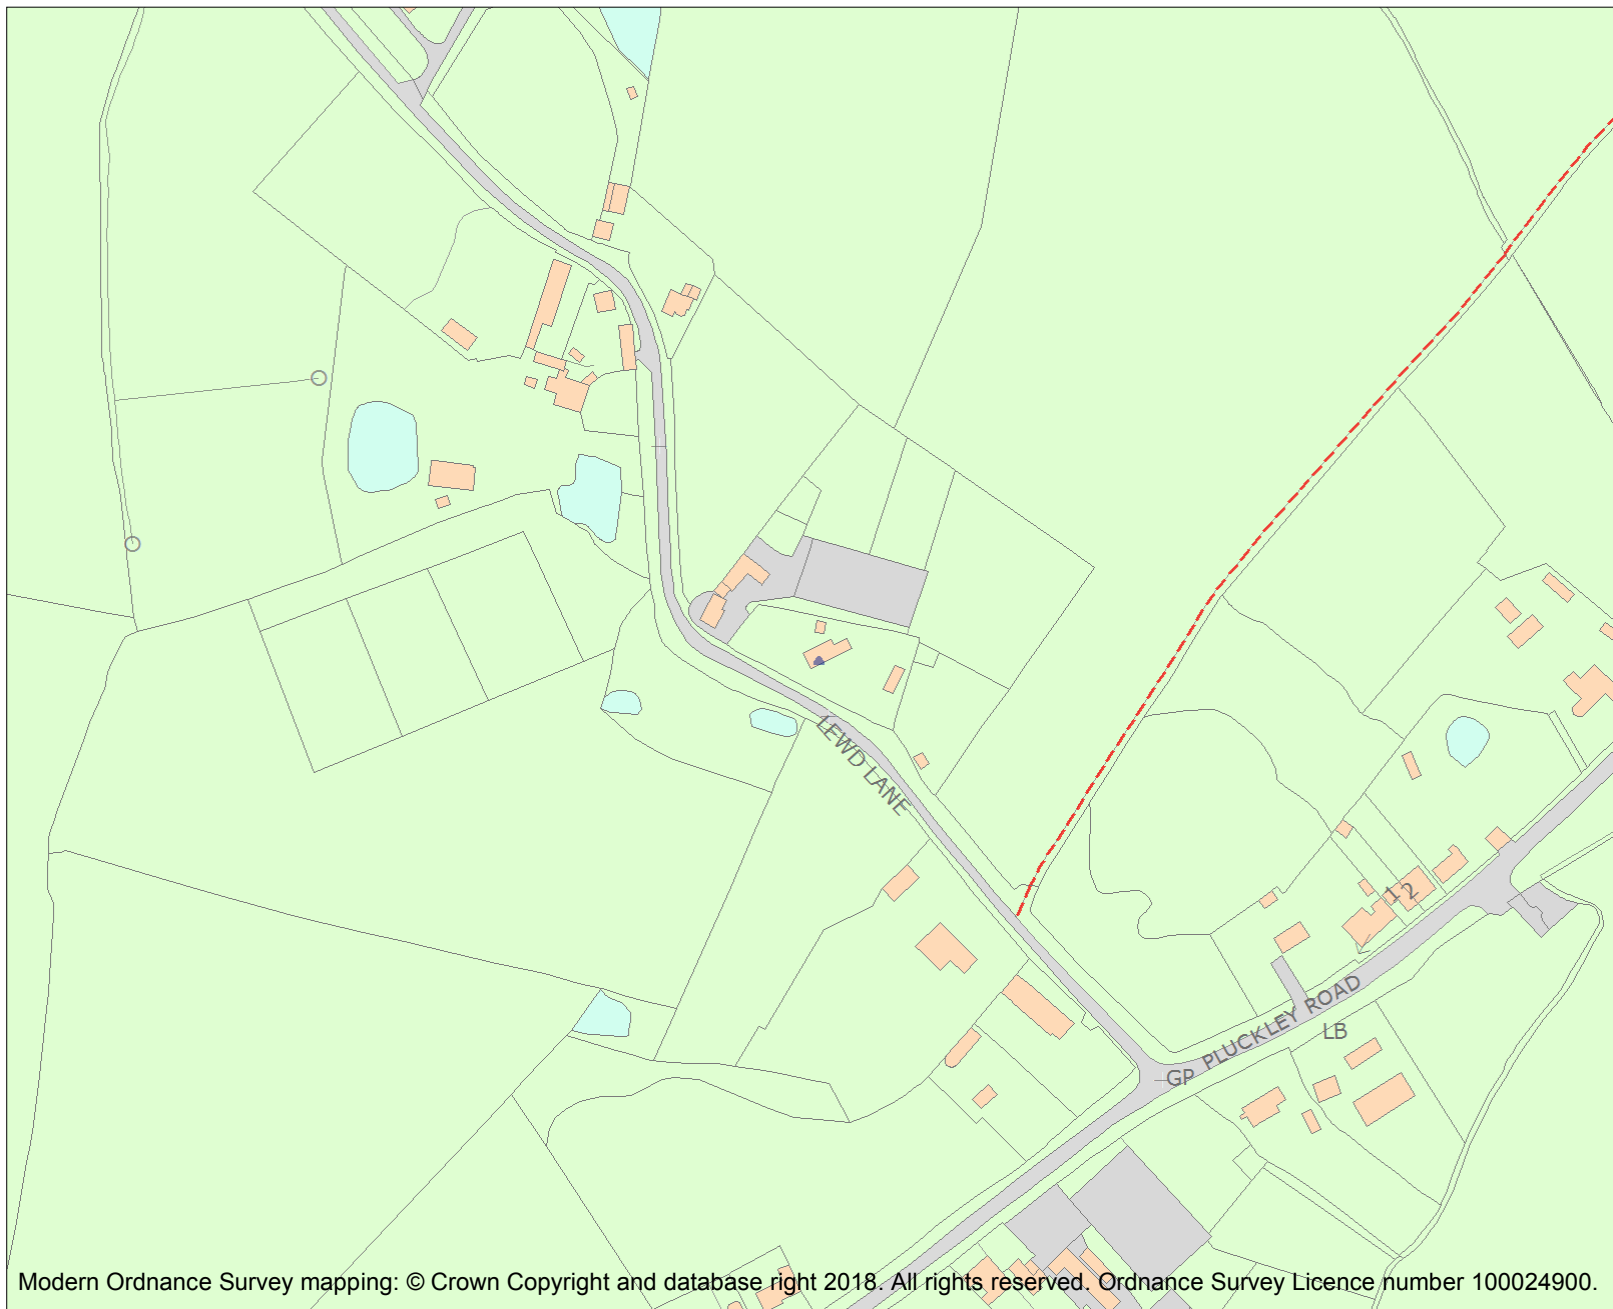 LEWD LANE
1
2
PLUCKLEY ROAD
LB
GP
Modern Ordnance Survey mapping: © Crown Copyright and database right 2018. All rights reserved. Ordnance Survey Licence number 100024900.